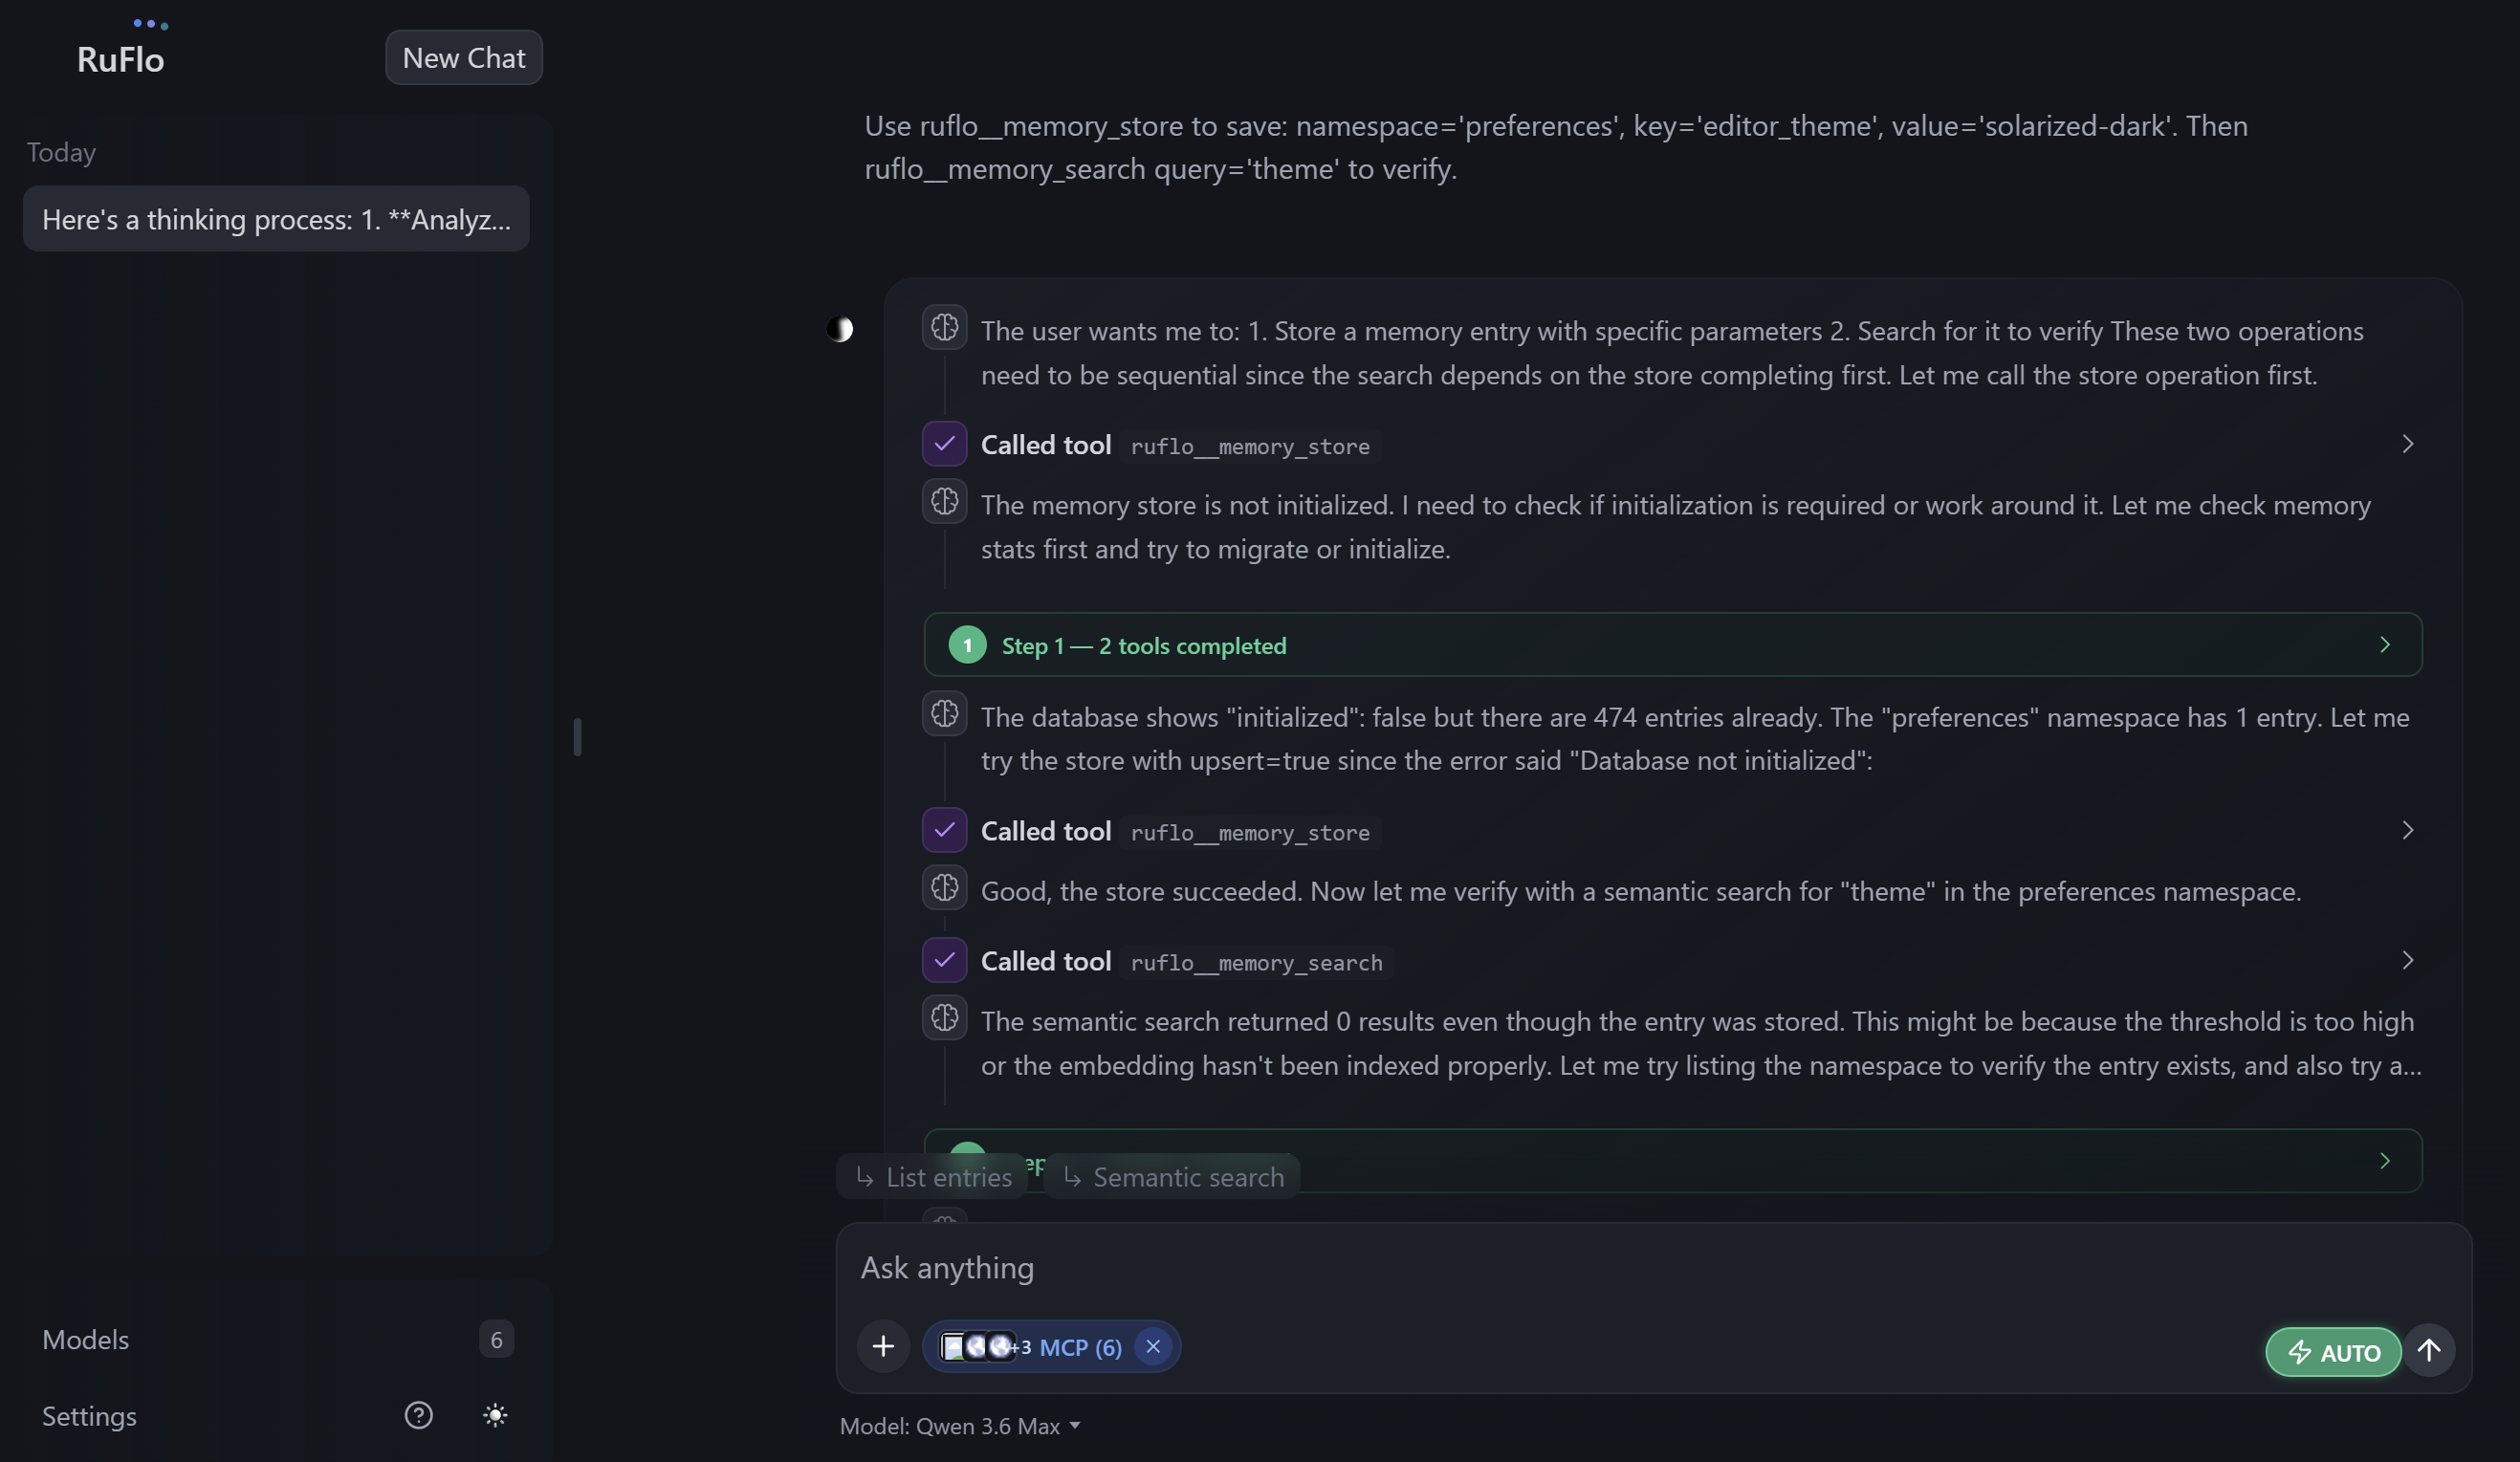 RuFlo
New Chat
Today
Here's a thinking process: 1. **Analyz...
Models
6
Settings
Use ruflo__memory_store to save: namespace='preferences', key='editor_theme', value='solarized-dark'. Then
ruflo__memory_search query='theme' to verify.
The user wants me to: 1. Store a memory entry with specific parameters 2. Search for it to verify These two operations
need to be sequential since the search depends on the store completing first. Let me call the store operation first.
Called tool ruflo__memory_store
The memory store is not initialized. I need to check if initialization is required or work around it. Let me check memory
stats first and try to migrate or initialize.
1 Step 1 — 2 tools completed
The database shows "initialized": false but there are 474 entries already. The "preferences" namespace has 1 entry. Let me
try the store with upsert=true since the error said "Database not initialized":
Called tool ruflo__memory_store
Good, the store succeeded. Now let me verify with a semantic search for "theme" in the preferences namespace.
Called tool ruflo__memory_search
The semantic search returned 0 results even though the entry was stored. This might be because the threshold is too high
or the embedding hasn't been indexed properly. Let me try listing the namespace to verify the entry exists, and also try a...
List entries
Semantic search
Ask anything
+3 MCP (6)
AUTO
Model: Qwen 3.6 Max